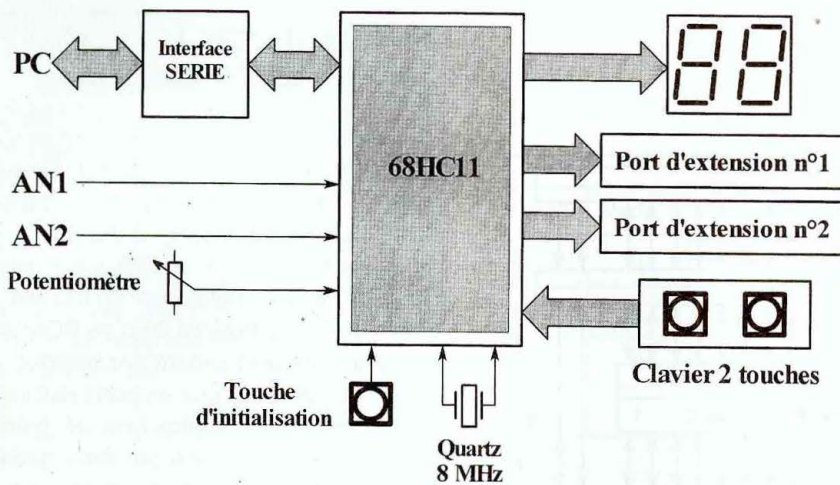 PC
Interface
SERIE
68HC11
AN1
AN2
Potentiomètre
Port d'extension n°1
Port d'extension n°2
Clavier 2 touches
Touche
d'initialisation
Quartz
8 MHz